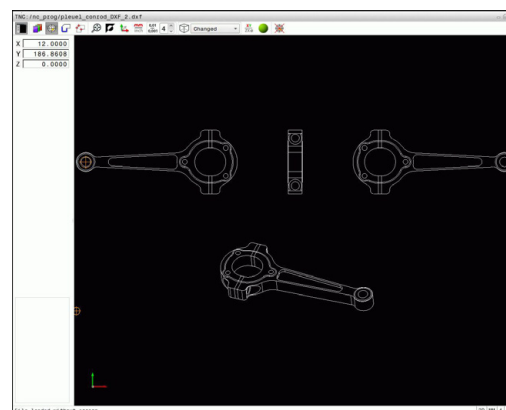 TNC:/nc_prog/pleuel_conrod_DXF_2.dxf
4 Changed
X 12.0000
Y 186.8608
Z 0.0000